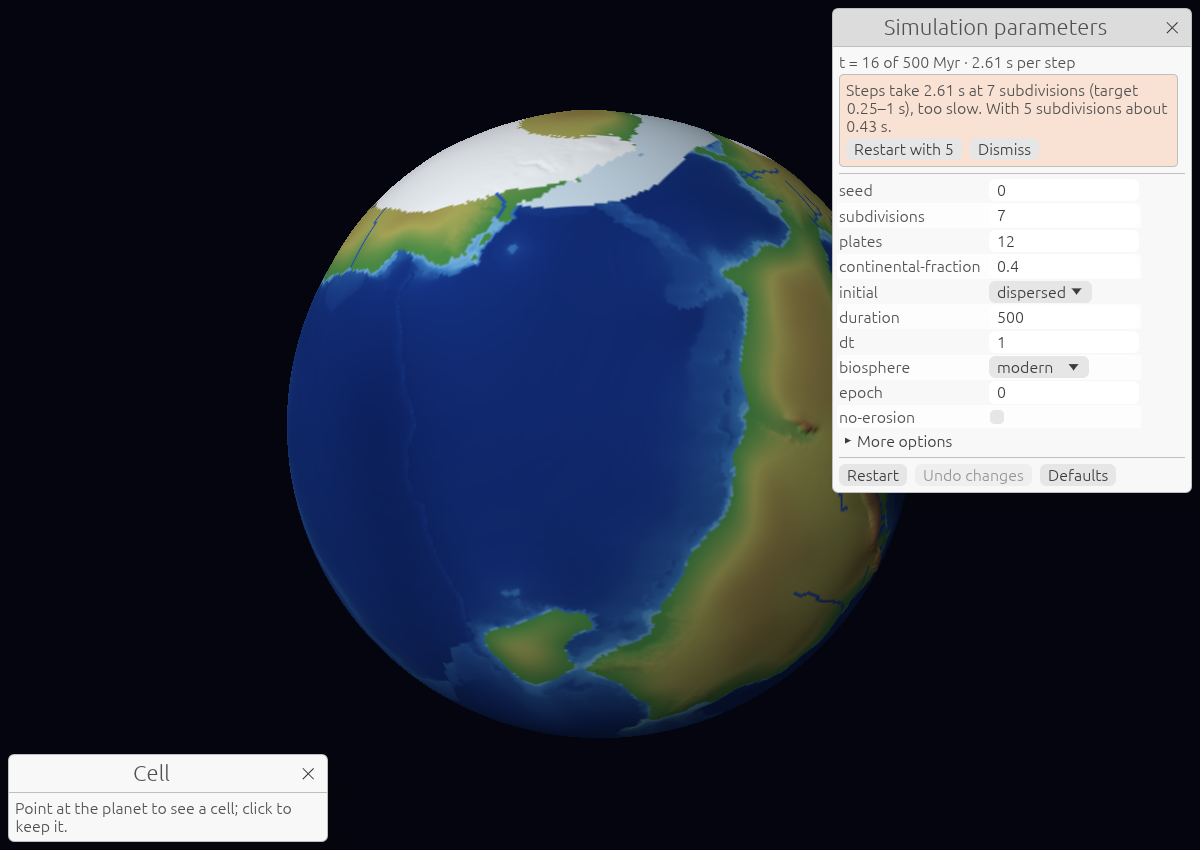 Simulation parameters
t = 16 of 500 Myr · 2.61 s per step
Steps take 2.61 s at 7 subdivisions (target
0.25–1 s), too slow. With 5 subdivisions about
0.43 s.
Restart with 5 Dismiss
seed 0
subdivisions 7
plates 12
continental-fraction 0.4
initial dispersed
duration 500
dt 1
biosphere modern
epoch 0
no-erosion
More options
Restart Undo changes Defaults
Cell
Point at the planet to see a cell; click to
keep it.